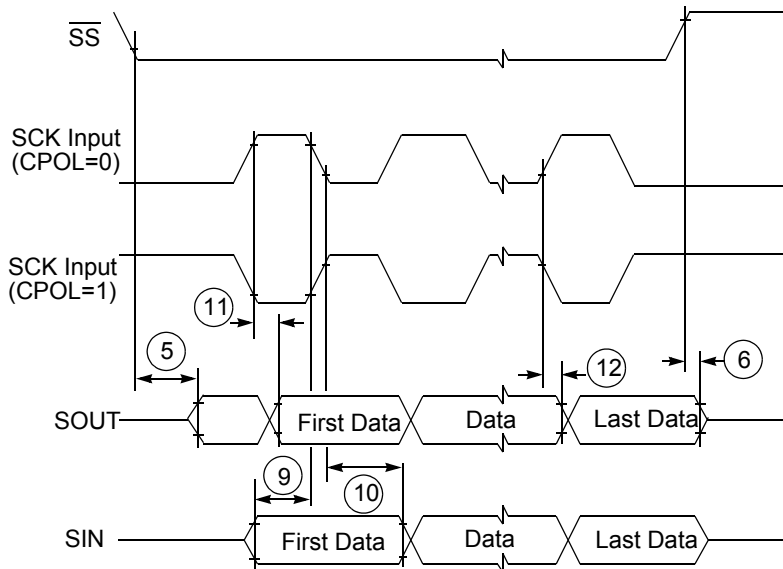 SS
SCK Input
(CPOL=0)
SCK Input
(CPOL=1)
11
5
12
6
SOUT
First Data
Data
Last Data
9
10
SIN
First Data
Data
Last Data